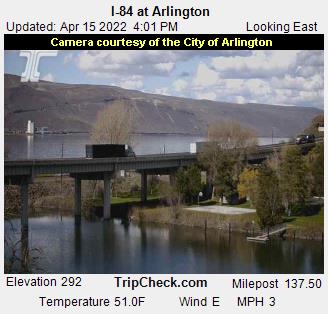 I-84 at Arlington
Updated: Apr 15 2022 4:01 PM Looking East
Camera courtesy of the City of Arlington
Elevation 292 TripCheck.com Milepost 137.50
Temperature 51.0F Wind E MPH 3